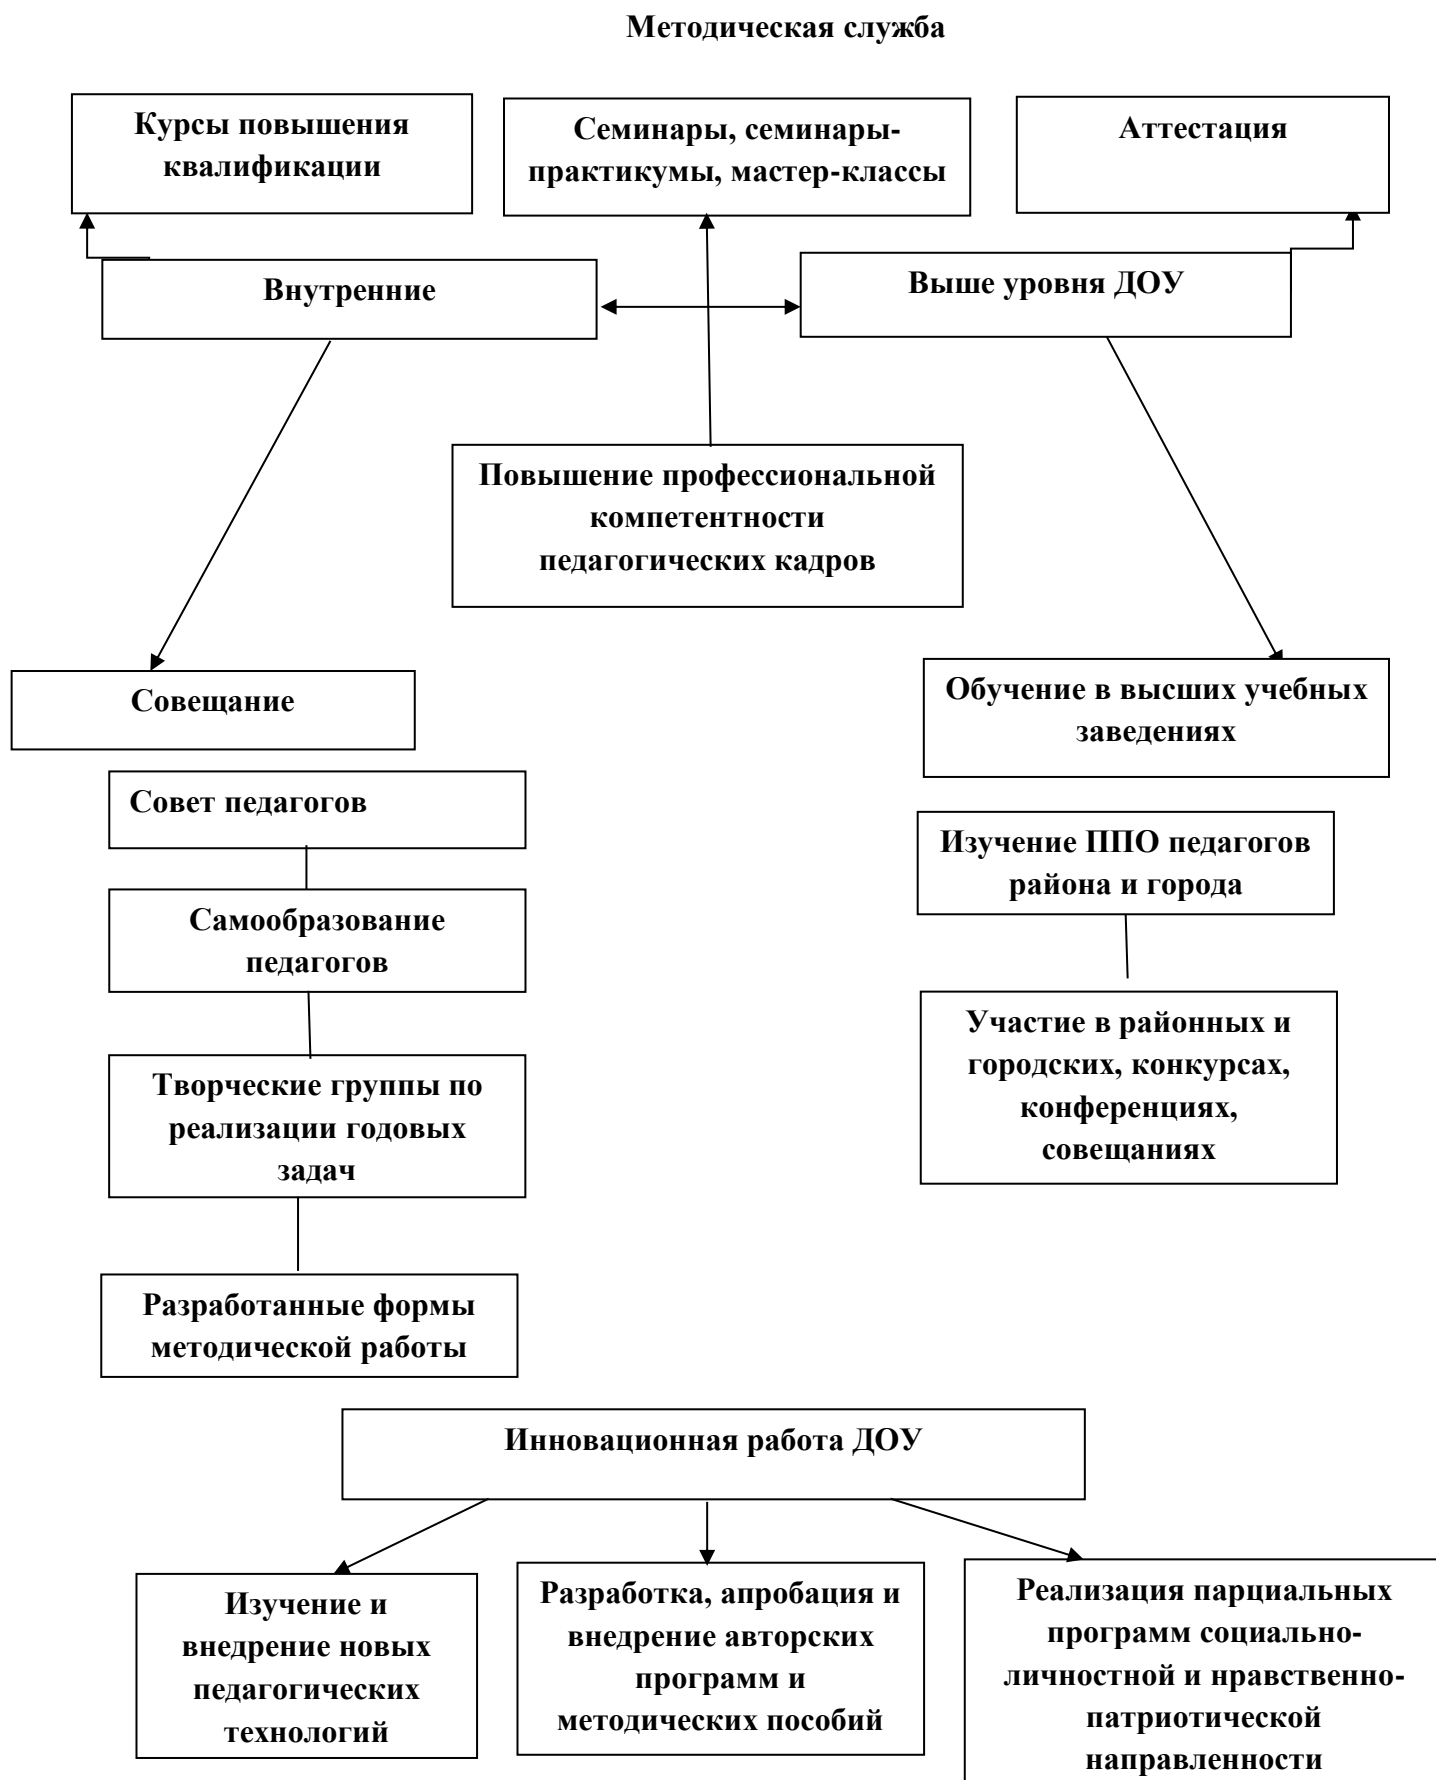 Методическая служба
Курсы повышения
квалификации
Семинары, семинары-
практикумы, мастер-классы
Аттестация
Внутренние
Выше уровня ДОУ
Повышение профессиональной
компетентности
педагогических кадров
Совещание
Обучение в высших учебных
заведениях
Совет педагогов
Изучение ППО педагогов
района и города
Самообразование
педагогов
Участие в районных и
городских, конкурсах,
конференциях,
совещаниях
Творческие группы по
реализации годовых
задач
Разработанные формы
методической работы
Инновационная работа ДОУ
Изучение и
внедрение новых
педагогических
технологий
Разработка, апробация и
внедрение авторских
программ и
методических пособий
Реализация парциальных
программ социально-
личностной и нравственно-
патриотической
направленности